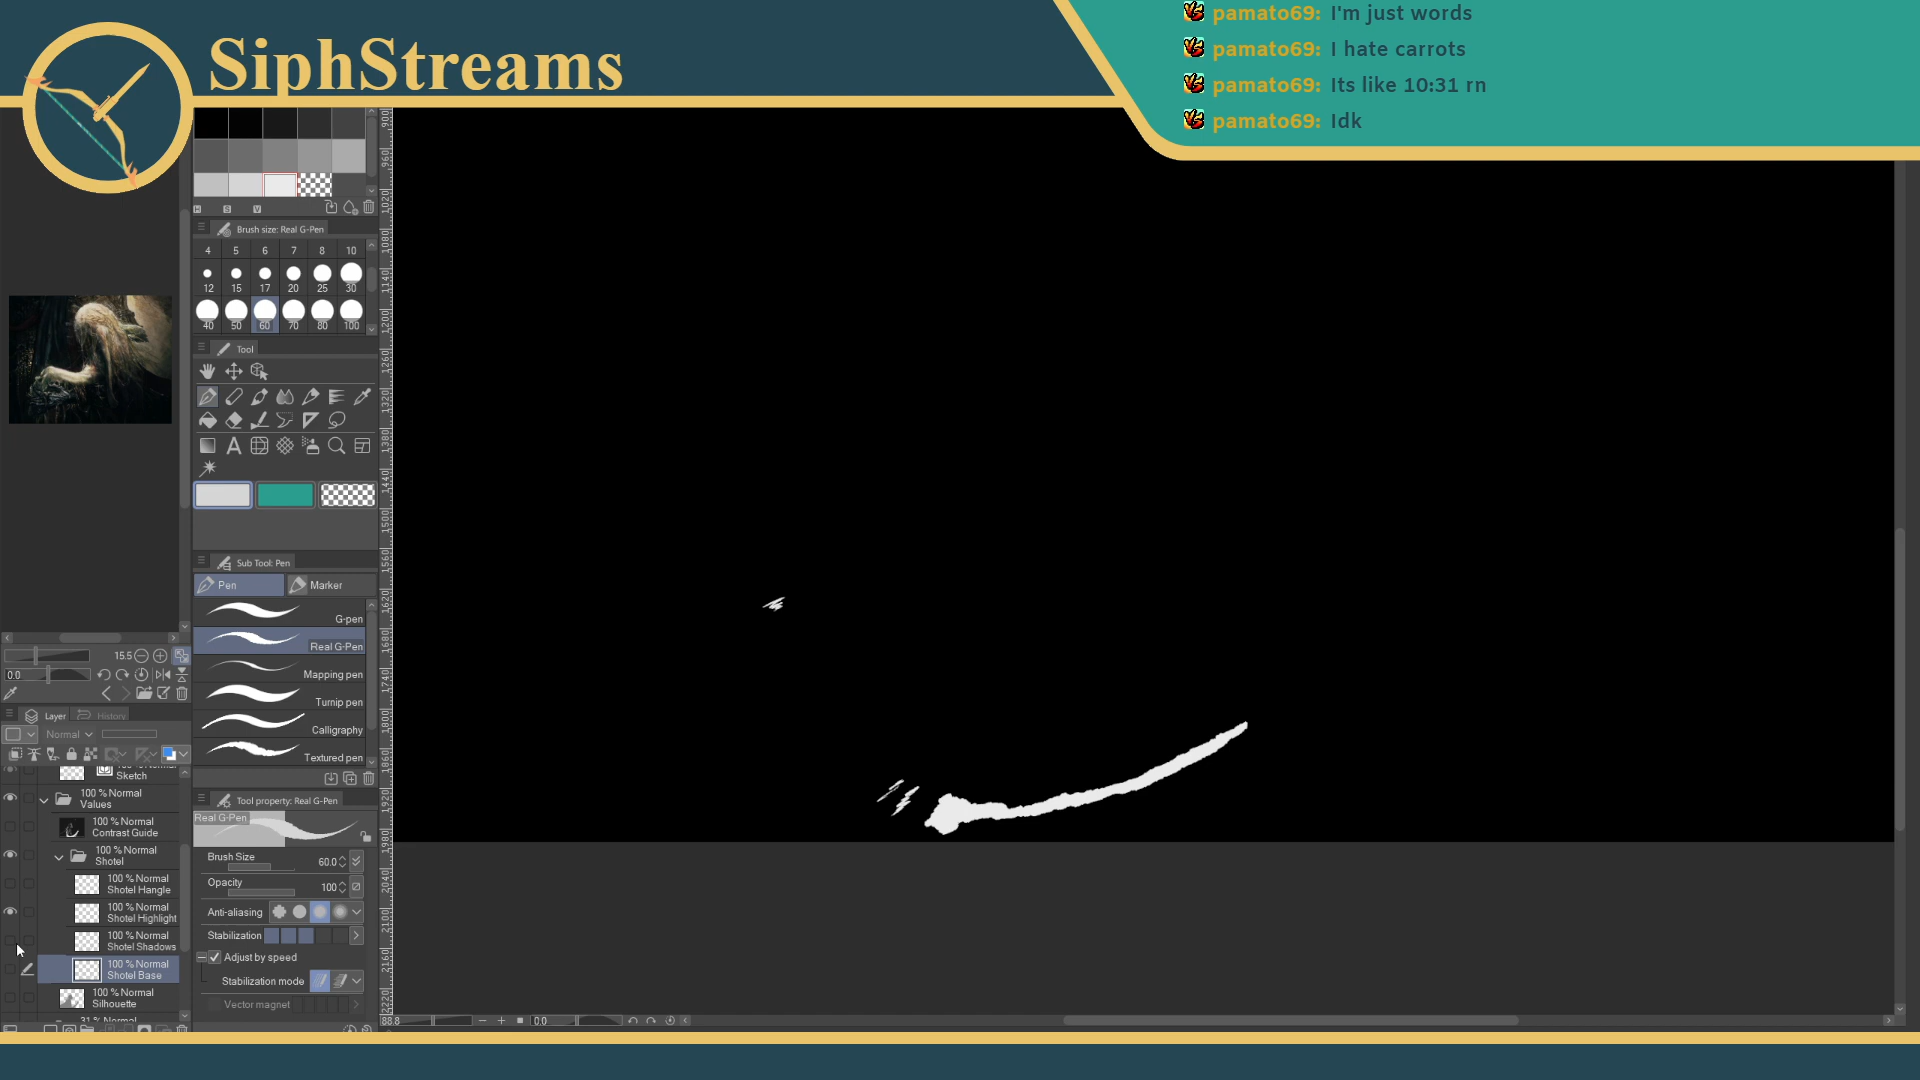 SiphStreams
pamato69: I'm just words
pamato69: I hate carrots
pamato69: Its like 10:31 rn
pamato69: Idk
H S V
Brush size: Real G-Pen
4 5 6 7 8 10
12 15 17 20 25 30
40 50 60 70 80 100
Tool
Sub Tool: Pen
Pen Marker
G-pen
Real G-Pen
Mapping pen
Turnip pen
Calligraphy
Textured pen
Tool property: Real G-Pen
Real G-Pen
Brush Size 60.0
Opacity 100
Anti-aliasing
Stabilization
Adjust by speed
Stabilization mode
Vector magnet
15.5
0.0
Layer History
Normal
Sketch
100 % Normal
Values
100 % Normal
Contrast Guide
100 % Normal
Shotel
100 % Normal
Shotel Hangle
100 % Normal
Shotel Highlight
100 % Normal
Shotel Shadows
100 % Normal
Shotel Base
100 % Normal
Silhouette
31 % Normal
88.8 0.0